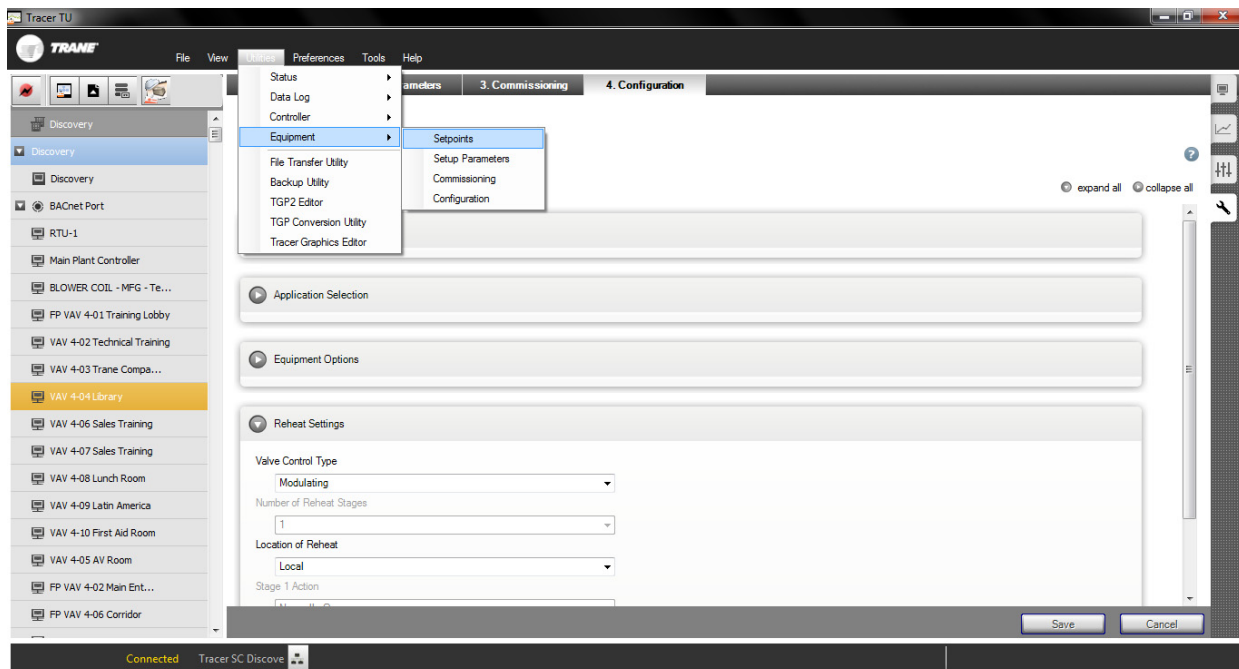 Tracer TU
TRANE
File View Utilities Preferences Tools Help
Status
Data Log
Controller
Equipment
File Transfer Utility
Backup Utility
TGP2 Editor
TGP Conversion Utility
Tracer Graphics Editor
Setpoints
Setup Parameters
Commissioning
Configuration
3. Commissioning
4. Configuration
expand all
collapse all
Discovery
Discovery
Discovery
BACnet Port
RTU-1
Main Plant Controller
BLOWER COIL - MFG - Te...
FP VAV 4-01 Training Lobby
VAV 4-02 Technical Training
VAV 4-03 Trane Compa...
VAV 4-04 Library
VAV 4-06 Sales Training
VAV 4-07 Sales Training
VAV 4-08 Lunch Room
VAV 4-09 Latin America
VAV 4-10 First Aid Room
VAV 4-05 AV Room
FP VAV 4-02 Main Ent...
FP VAV 4-06 Corridor
Application Selection
Equipment Options
Reheat Settings
Valve Control Type
Modulating
Number of Reheat Stages
1
Location of Reheat
Local
Stage 1 Action
Save
Cancel
Connected
Tracer SC Discove